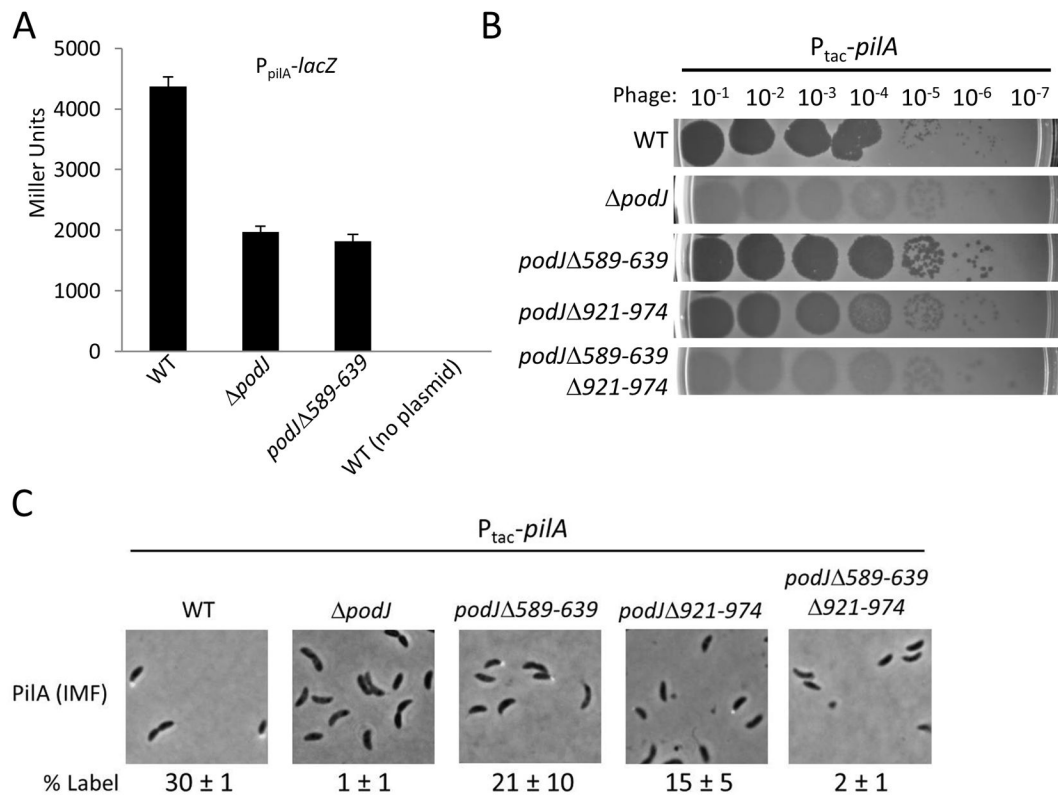 A
P_pilA-lacZ
Miller Units
5000
4000
3000
2000
1000
0
WT
ΔpodJ
podJΔ589-639
WT (no plasmid)
B
P_tac-pilA
Phage: 10⁻¹ 10⁻² 10⁻³ 10⁻⁴ 10⁻⁵ 10⁻⁶ 10⁻⁷
WT
ΔpodJ
podJΔ589-639
podJΔ921-974
podJΔ589-639
Δ921-974
C
P_tac-pilA
WT ΔpodJ podJΔ589-639 podJΔ921-974 podJΔ589-639
Δ921-974
PilA (IMF)
% Label 30 ± 1 1 ± 1 21 ± 10 15 ± 5 2 ± 1